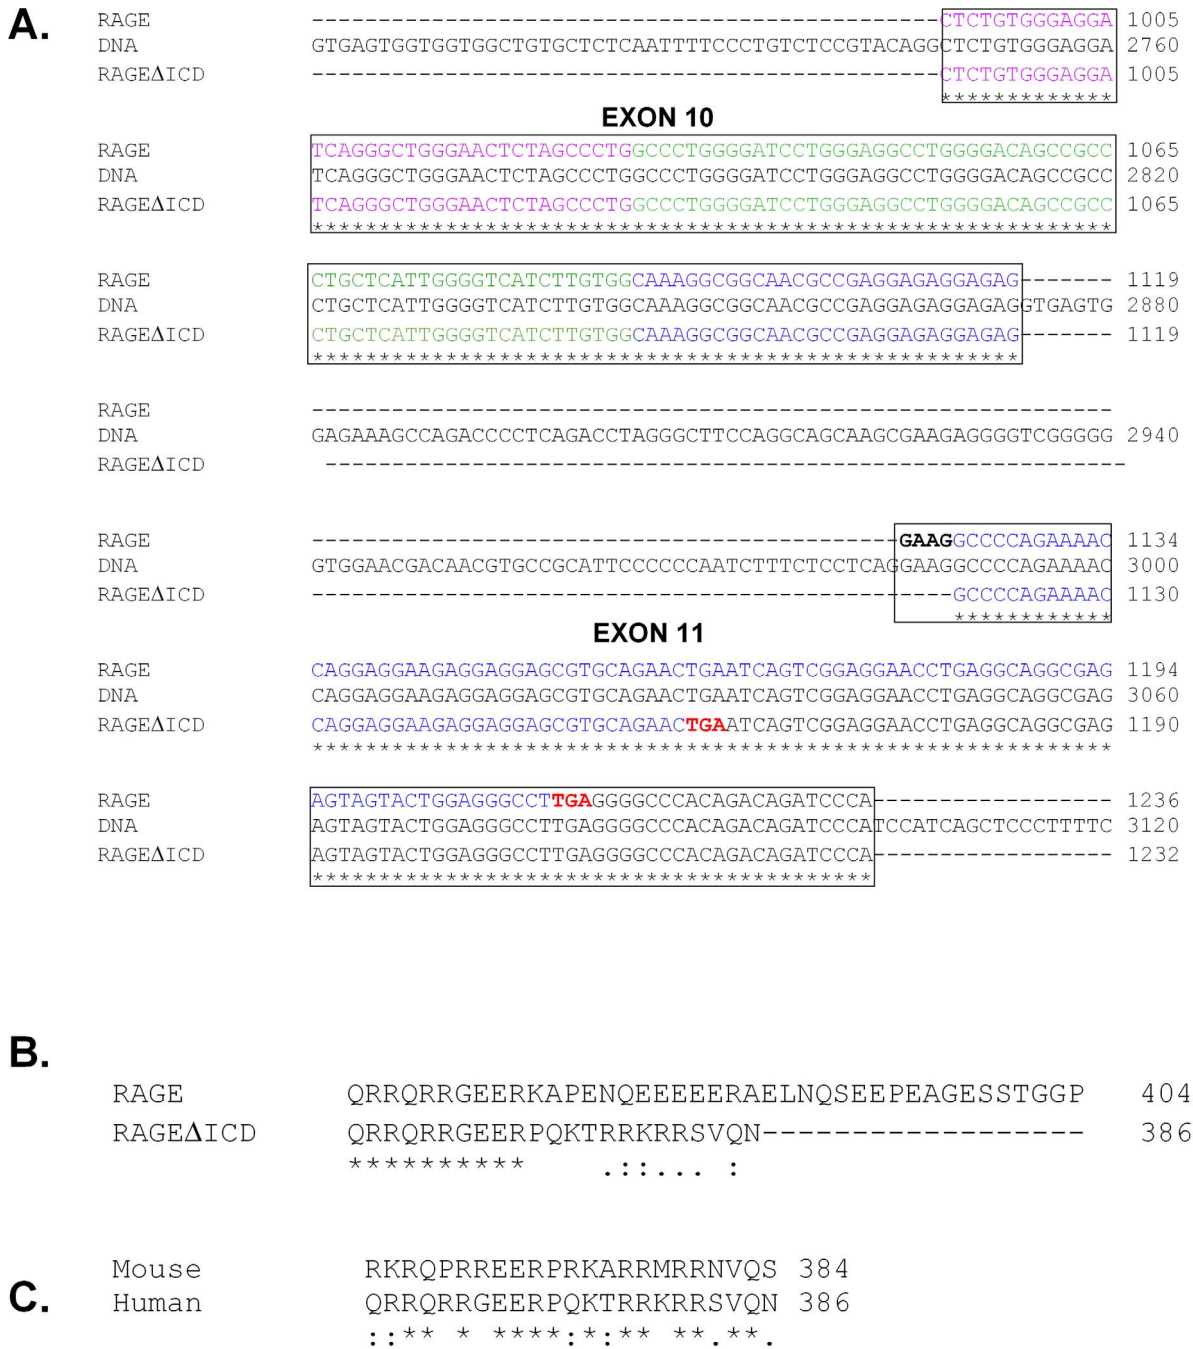 A.
RAGE -----------------------------------------------CTCTGTGGGAGGA 1005
DNA GTGAGTGGTGGTGGCTGTGCTCTCAATTTTCCCTGTCTCCGTACAGGCTCTGTGGGAGGA 2760
RAGEΔICD -----------------------------------------------CTCTGTGGGAGGA 1005
*************
EXON 10
RAGE TCAGGGCTGGGAACTCTAGCCCTGGCCCTGGGGATCCTGGGAGGCCTGGGGACAGCCGCC 1065
DNA TCAGGGCTGGGAACTCTAGCCCTGGCCCTGGGGATCCTGGGAGGCCTGGGGACAGCCGCC 2820
RAGEΔICD TCAGGGCTGGGAACTCTAGCCCTGGCCCTGGGGATCCTGGGAGGCCTGGGGACAGCCGCC 1065
************************************************************
RAGE CTGCTCATTGGGGTCATCTTGTGGCAAAGGCGGCAACGCCGAGGAGAGGAGAG------- 1119
DNA CTGCTCATTGGGGTCATCTTGTGGCAAAGGCGGCAACGCCGAGGAGAGGAGAGGTGAGTG 2880
RAGEΔICD CTGCTCATTGGGGTCATCTTGTGGCAAAGGCGGCAACGCCGAGGAGAGGAGAG------- 1119
*****************************************************
RAGE ------------------------------------------------------------
DNA GAGAAAGCCAGACCCCTCAGACCTAGGGCTTCCAGGCAGCAAGCGAAGAGGGGTCGGGGG 2940
RAGEΔICD ------------------------------------------------------------
RAGE --------------------------------------------GAAGGCCCCAGAAAAC 1134
DNA GTGGAACGACAACGTGCCGCATTCCCCCCAATCTTTCTCCTCAGGAAGGCCCCAGAAAAC 3000
RAGEΔICD ------------------------------------------------GCCCCAGAAAAC 1130
************
EXON 11
RAGE CAGGAGGAAGAGGAGGAGCGTGCAGAACTGAATCAGTCGGAGGAACCTGAGGCAGGCGAG 1194
DNA CAGGAGGAAGAGGAGGAGCGTGCAGAACTGAATCAGTCGGAGGAACCTGAGGCAGGCGAG 3060
RAGEΔICD CAGGAGGAAGAGGAGGAGCGTGCAGAACTGAATCAGTCGGAGGAACCTGAGGCAGGCGAG 1190
************************************************************
RAGE AGTAGTACTGGAGGGCCTTGAGGGGCCCACAGACAGATCCCA------------------ 1236
DNA AGTAGTACTGGAGGGCCTTGAGGGGCCCACAGACAGATCCCATCCATCAGCTCCCTTTTC 3120
RAGEΔICD AGTAGTACTGGAGGGCCTTGAGGGGCCCACAGACAGATCCCA------------------ 1232
******************************************
B.
RAGE QRRQRRGEERKAPENQEEEEERAELNQSEEPEAGESSTGGP 404
RAGEΔICD QRRQRRGEERPQKTRRKRRSVQN------------------ 386
********** .::... :
C.
Mouse RKRQPRREERPRKARRMRRNVQS 384
Human QRRQRRGEERPQKTRRKRRSVQN 386
::** * ****:*:** **.**.